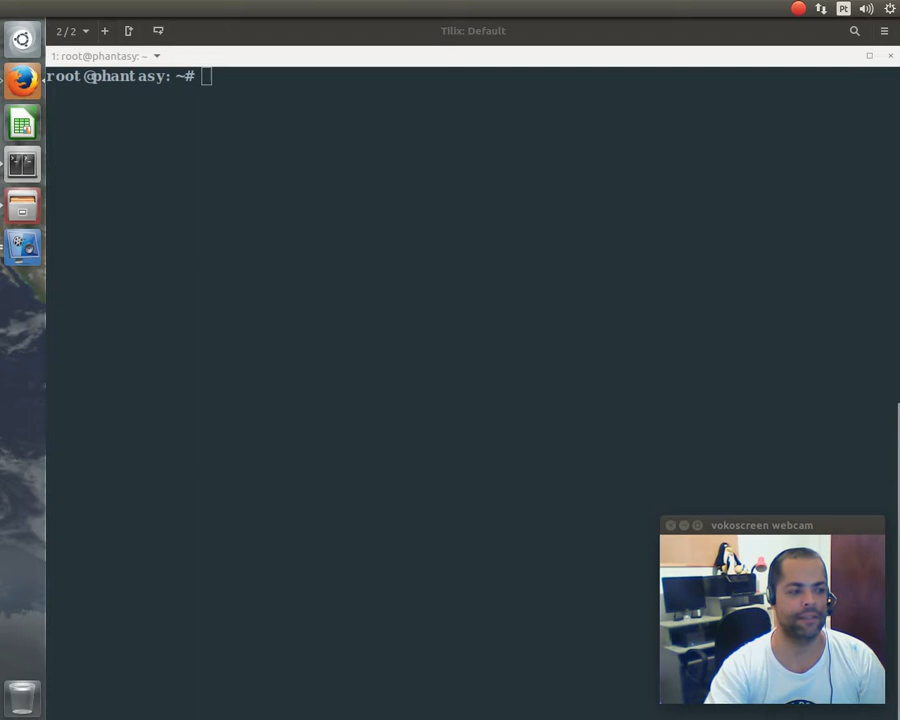 Pt
2 / 2
Tilix: Default
1: root@phantasy: ~
root@phantasy: ~#
vokoscreen webcam